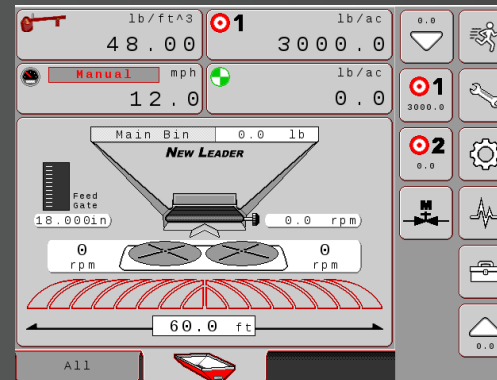 lb/ft^3
48.00
1
lb/ac
3000.0
0.0
Manual mph
12.0
lb/ac
0.0
1
3000.0
2
0.0
M
Main Bin 0.0 lb
NEW LEADER
Feed
Gate
18.000in)
0.0 rpm)
0
rpm
0
rpm
60.0 ft
0.0
All